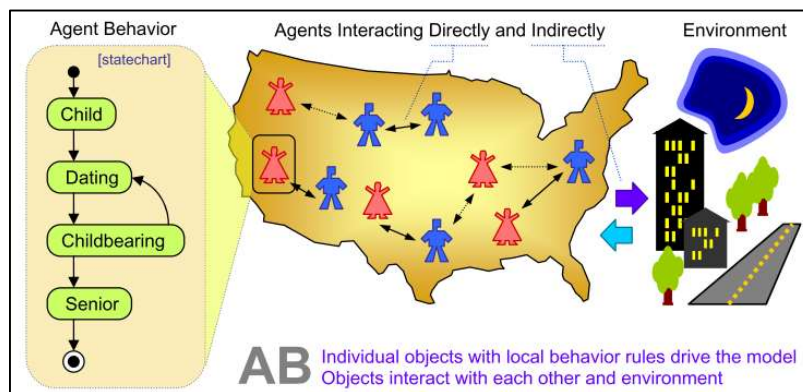 Agent Behavior
Agents Interacting Directly and Indirectly
Environment
[statechart]
Child
Dating
Childbearing
Senior
AB
Individual objects with local behavior rules drive the model
Objects interact with each other and environment